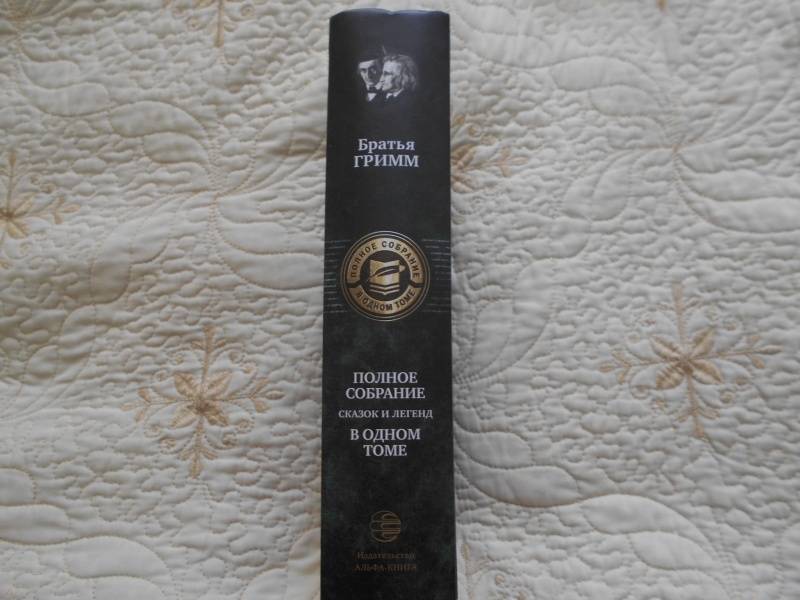 Братья
ГРИММ
ПОЛНОЕ СОБРАНИЕ
В ОДНОМ ТОМЕ
ПОЛНОЕ
СОБРАНИЕ
СКАЗОК И ЛЕГЕНД
В ОДНОМ
ТОМЕ
Издательство
АЛЬФА-КНИГА